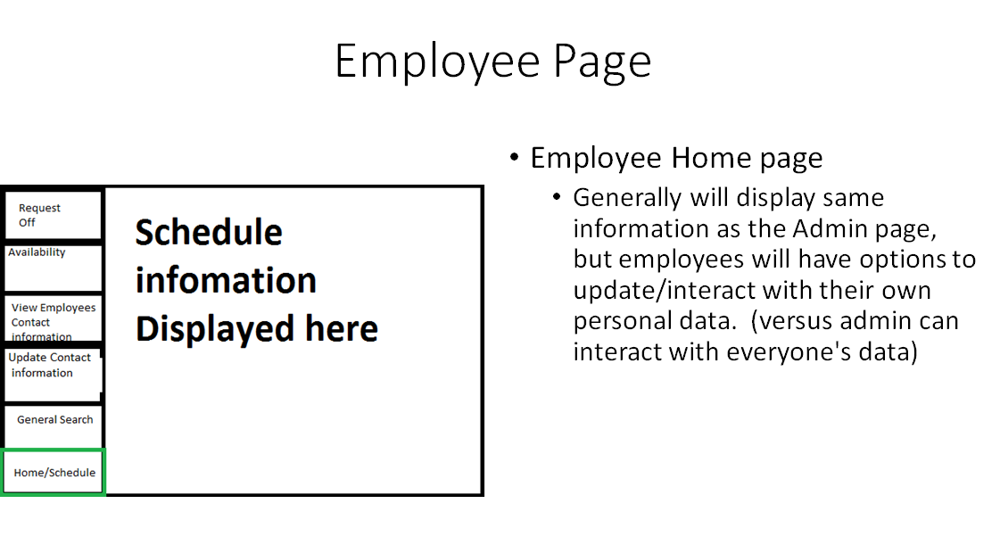 Employee Page
Request
Off
Availability
View Employees
Contact
information
Update Contact
information
General Search
Home/Schedule
Schedule
infomation
Displayed here
• Employee Home page
• Generally will display same
information as the Admin page,
but employees will have options to
update/interact with their own
personal data. (versus admin can
interact with everyone's data)